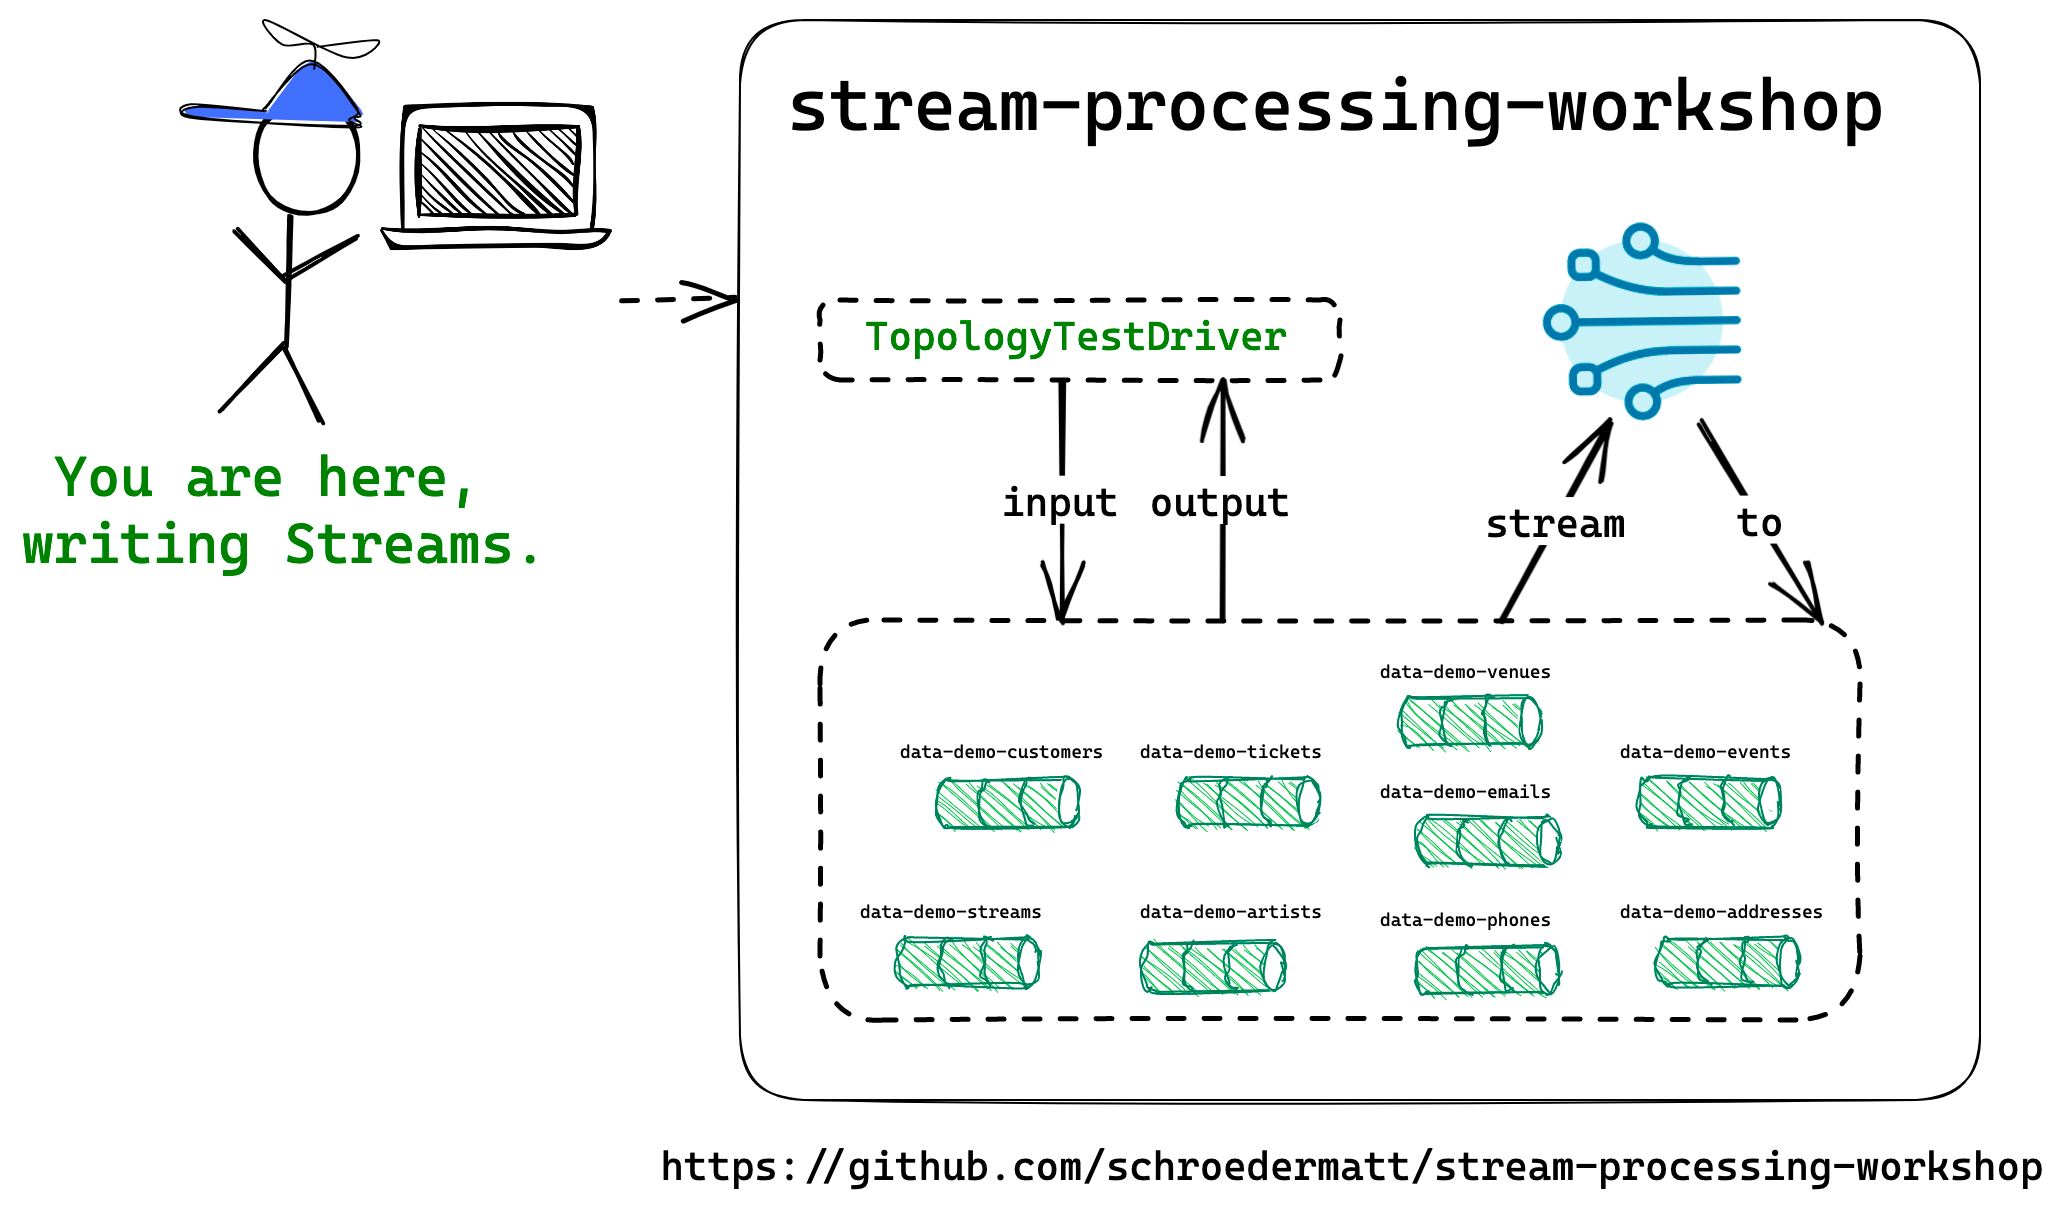 stream-processing-workshop
TopologyTestDriver
You are here,
writing Streams.
input
output
stream
to
data-demo-venues
data-demo-customers
data-demo-tickets
data-demo-events
data-demo-emails
data-demo-streams
data-demo-artists
data-demo-phones
data-demo-addresses
https://github.com/schroedermatt/stream-processing-workshop